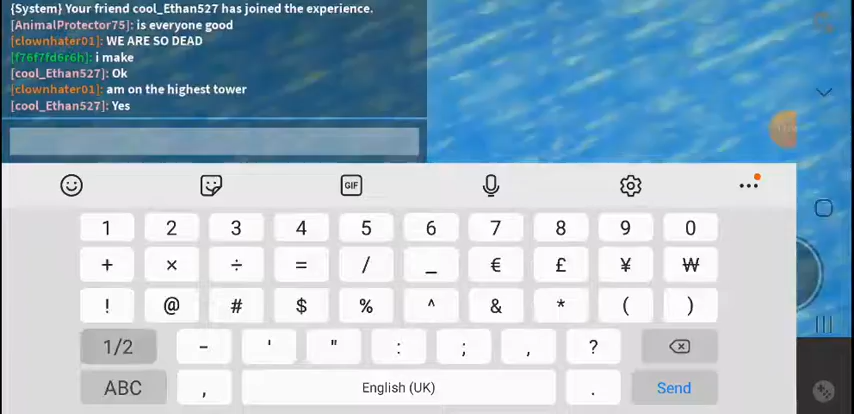 {System} Your friend cool_Ethan527 has joined the experience.
[AnimalProtector75]: is everyone good
[clownhater01]: WE ARE SO DEAD
[f76f7fd6r6h]: i make
[cool_Ethan527]: Ok
[clownhater01]: am on the highest tower
[cool_Ethan527]: Yes
GIF
1 2 3 4 5 6 7 8 9 0
+ × ÷ = / _ € £ ¥ ₩
! @ # $ % ^ & * ( )
1/2 - ' " : ; , ?
ABC , English (UK) . Send